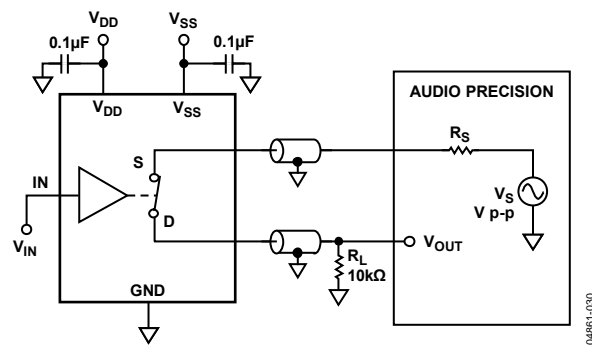 VDD
VSS
0.1µF
0.1µF
VDD
VSS
AUDIO PRECISION
RS
S
IN
VS
V p-p
D
VIN
VOUT
RL
10kΩ
GND
04861-030